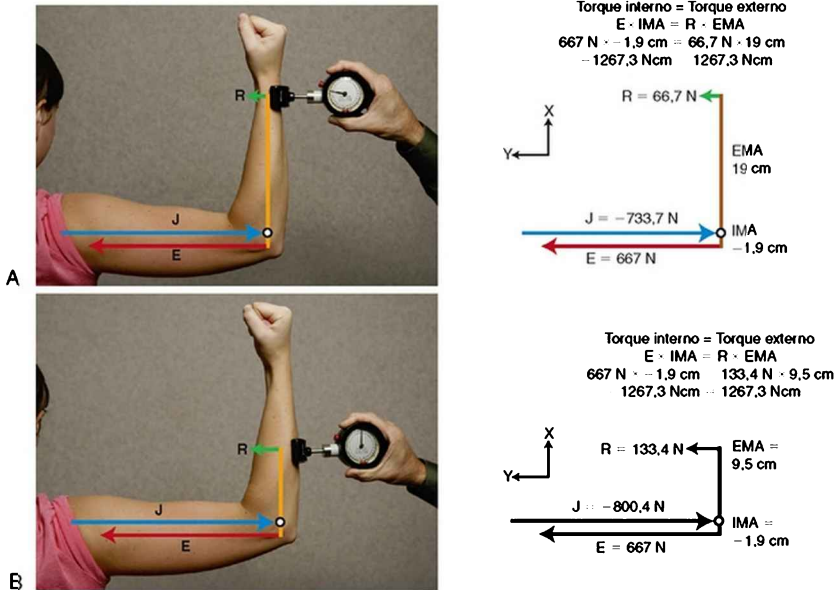 Torque interno = Torque externo
E · IMA = R · EMA
667 N · -1,9 cm = 66,7 N · 19 cm
-1267,3 Ncm 1267,3 Ncm
R
J
E
A
R = 66,7 N
X
Y
EMA
19 cm
J = -733,7 N
IMA
-1,9 cm
E = 667 N
Torque interno = Torque externo
E · IMA = R · EMA
667 N · -1,9 cm 133,4 N · 9,5 cm
1267,3 Ncm - 1267,3 Ncm
R
J
E
B
X
Y
R = 133,4 N
EMA =
9,5 cm
J = -800,4 N
IMA =
-1,9 cm
E = 667 N